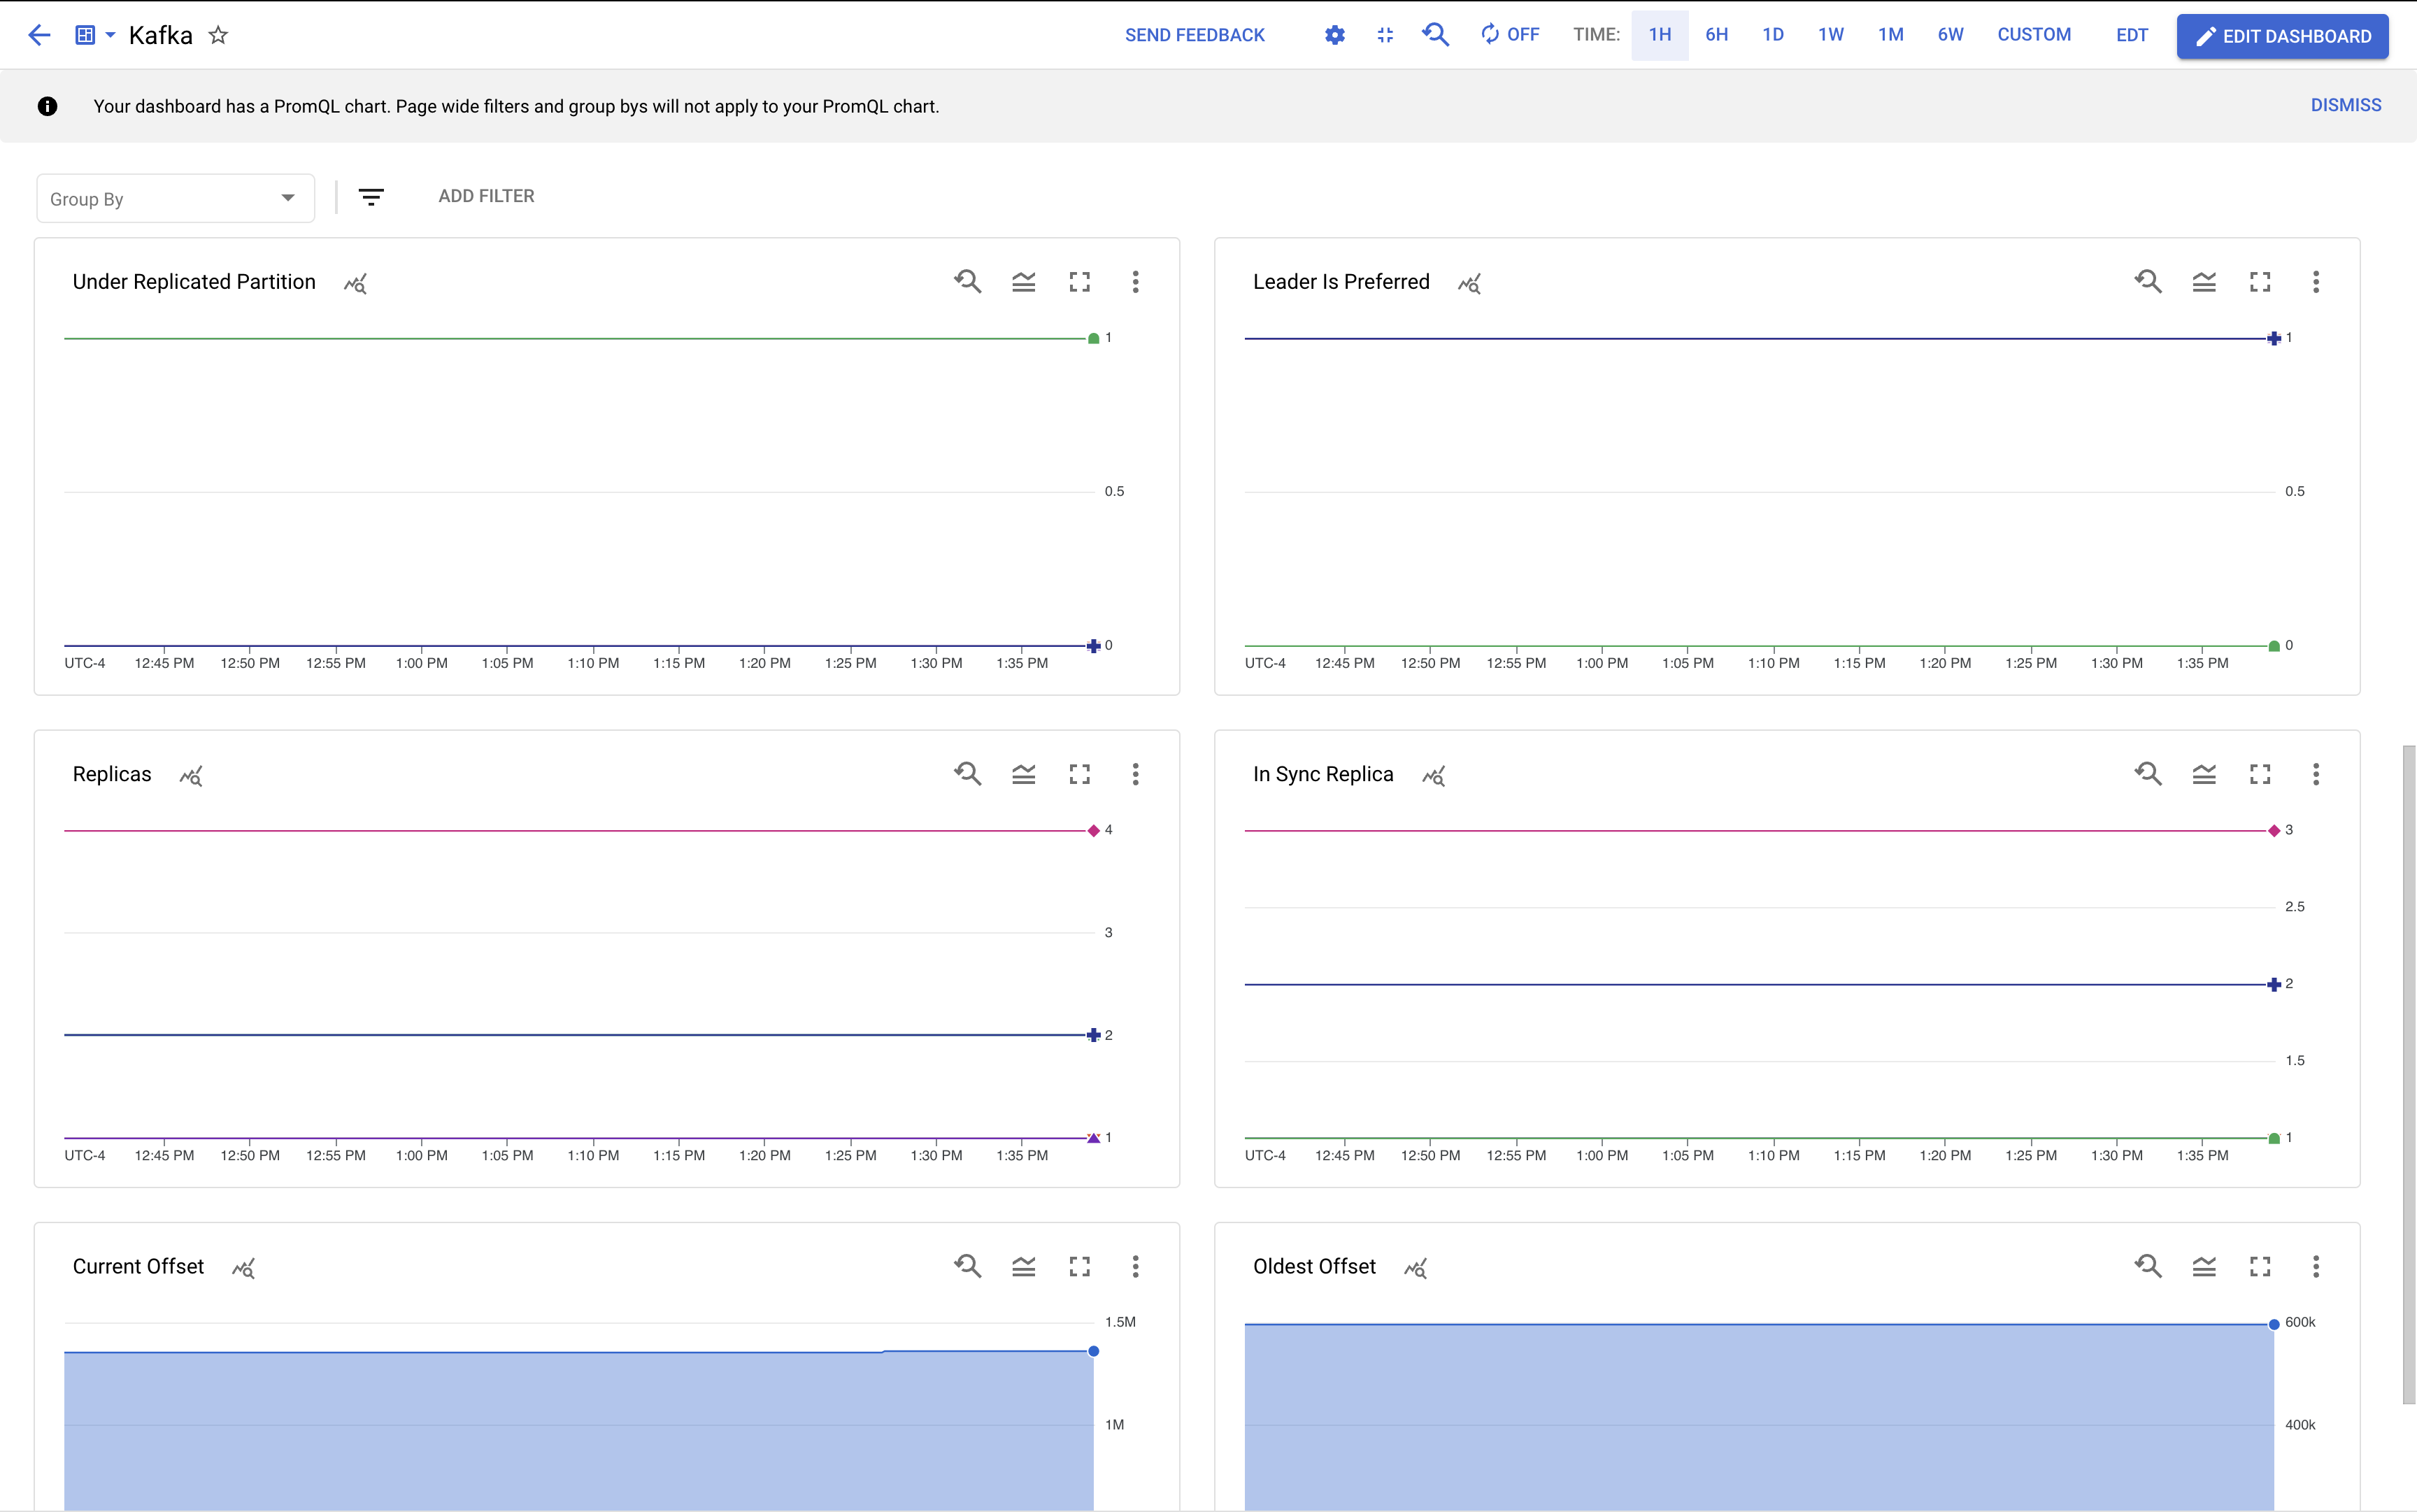 Kafka
SEND FEEDBACK
OFF
TIME: 1H 6H 1D 1W 1M 6W CUSTOM
EDT
EDIT DASHBOARD
Your dashboard has a PromQL chart. Page wide filters and group bys will not apply to your PromQL chart.
DISMISS
Group By
ADD FILTER
Under Replicated Partition
1
0.5
0
UTC-4 12:45 PM 12:50 PM 12:55 PM 1:00 PM 1:05 PM 1:10 PM 1:15 PM 1:20 PM 1:25 PM 1:30 PM 1:35 PM
Leader Is Preferred
1
0.5
0
UTC-4 12:45 PM 12:50 PM 12:55 PM 1:00 PM 1:05 PM 1:10 PM 1:15 PM 1:20 PM 1:25 PM 1:30 PM 1:35 PM
Replicas
4
3
2
1
UTC-4 12:45 PM 12:50 PM 12:55 PM 1:00 PM 1:05 PM 1:10 PM 1:15 PM 1:20 PM 1:25 PM 1:30 PM 1:35 PM
In Sync Replica
3
2.5
2
1.5
1
UTC-4 12:45 PM 12:50 PM 12:55 PM 1:00 PM 1:05 PM 1:10 PM 1:15 PM 1:20 PM 1:25 PM 1:30 PM 1:35 PM
Current Offset
1.5M
1M
Oldest Offset
600k
400k